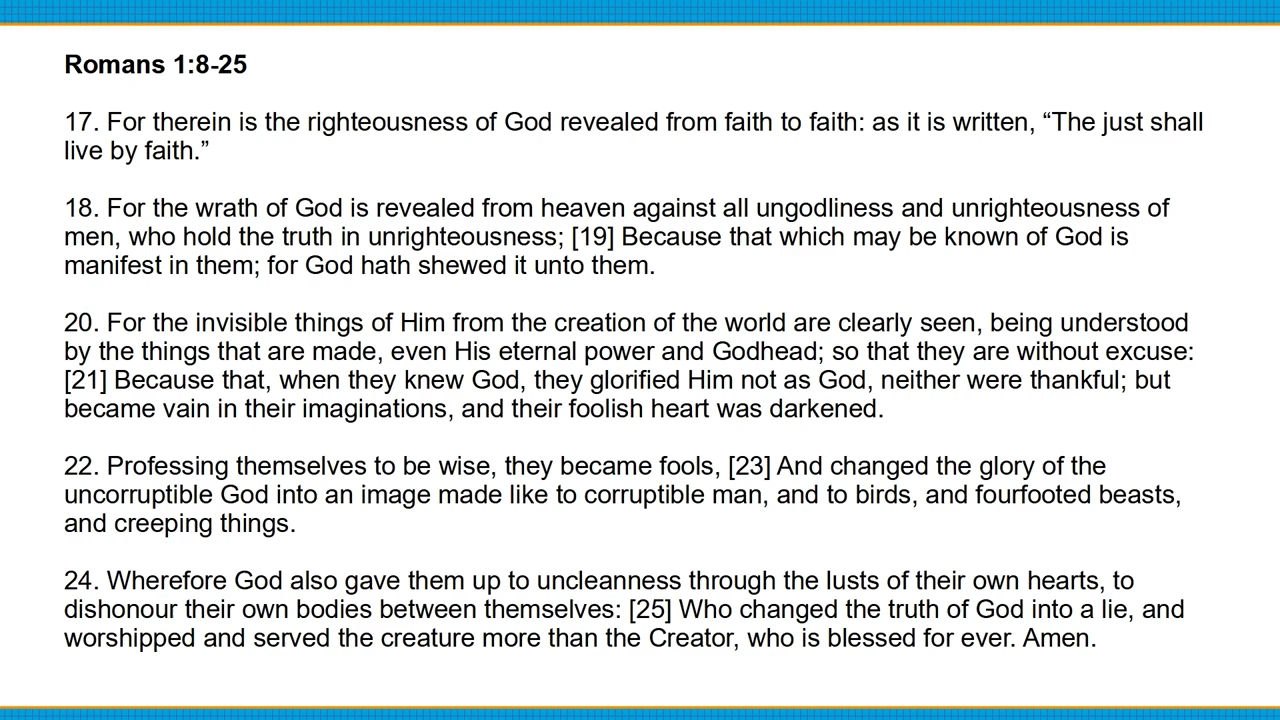 Romans 1:8-25
17. For therein is the righteousness of God revealed from faith to faith: as it is written, “The just shall
live by faith.”
18. For the wrath of God is revealed from heaven against all ungodliness and unrighteousness of
men, who hold the truth in unrighteousness; [19] Because that which may be known of God is
manifest in them; for God hath shewed it unto them.
20. For the invisible things of Him from the creation of the world are clearly seen, being understood
by the things that are made, even His eternal power and Godhead; so that they are without excuse:
[21] Because that, when they knew God, they glorified Him not as God, neither were thankful; but
became vain in their imaginations, and their foolish heart was darkened.
22. Professing themselves to be wise, they became fools, [23] And changed the glory of the
uncorruptible God into an image made like to corruptible man, and to birds, and fourfooted beasts,
and creeping things.
24. Wherefore God also gave them up to uncleanness through the lusts of their own hearts, to
dishonour their own bodies between themselves: [25] Who changed the truth of God into a lie, and
worshipped and served the creature more than the Creator, who is blessed for ever. Amen.